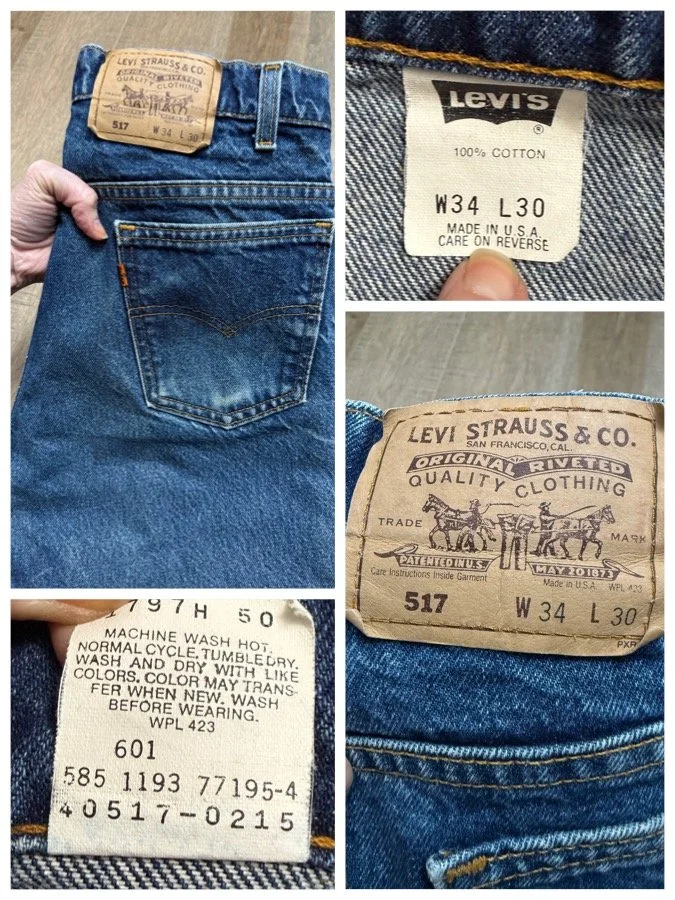 LEVI STRAUSS & CO.
ORIGINAL RIVETED
QUALITY CLOTHING
517 W 34 L 30
LEVI'S
®
100% COTTON
W34 L30
MADE IN U.S.A.
CARE ON REVERSE
LEVI STRAUSS & CO.
SAN FRANCISCO, CAL.
ORIGINAL RIVETED
QUALITY CLOTHING
TRADE MARK
PATENTED IN U.S. MAY 20 1873
Care Instructions Inside Garment Made in U.S.A. WPL 423
517 W 34 L 30
PXR
1797H 50
MACHINE WASH HOT.
NORMAL CYCLE. TUMBLE DRY.
WASH AND DRY WITH LIKE
COLORS. COLOR MAY TRANS-
FER WHEN NEW. WASH
BEFORE WEARING.
WPL 423
601
585 1193 77195-4
40517-0215